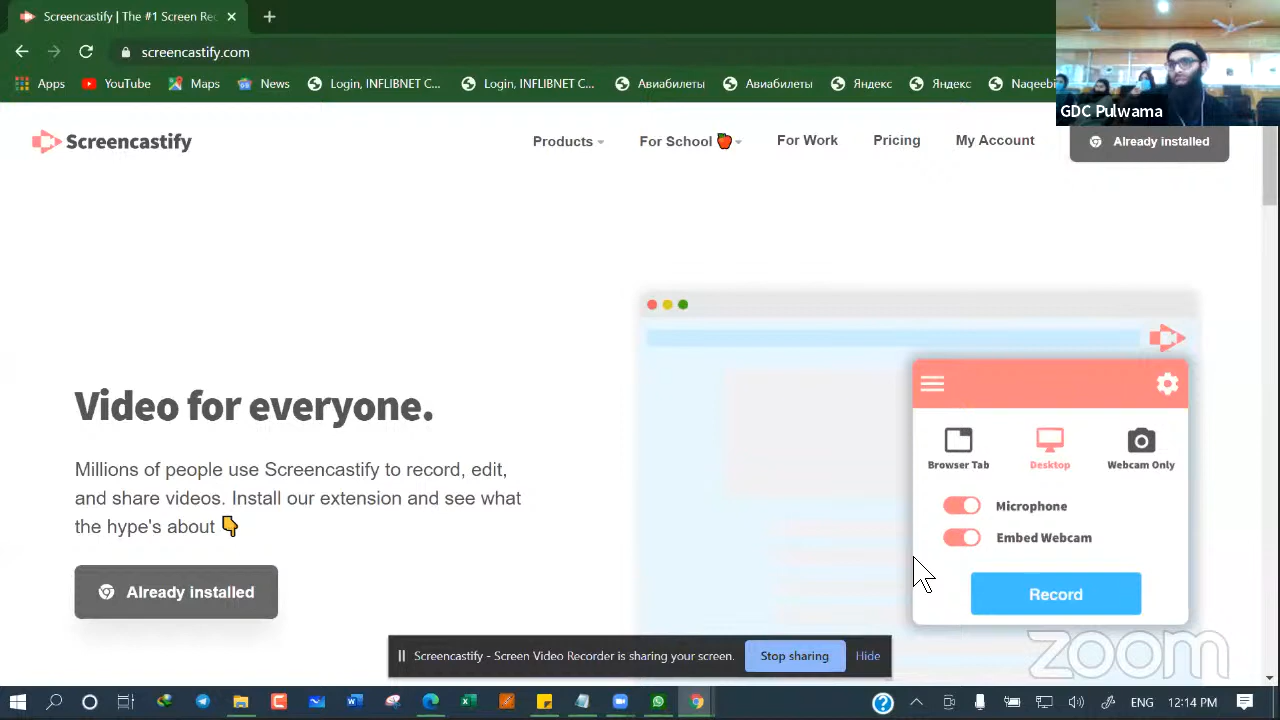 Screencastify | The #1 Screen Rec
screencastify.com
Apps
YouTube
Maps
News
Login, INFLIBNET C...
Login, INFLIBNET C...
Авиабилеты
Авиабилеты
Яндекс
Яндекс
Naqeebi
GDC Pulwama
Screencastify
Products
For School
For Work
Pricing
My Account
Already installed
Video for everyone.
Millions of people use Screencastify to record, edit,
and share videos. Install our extension and see what
the hype's about
Already installed
Browser Tab
Desktop
Webcam Only
Microphone
Embed Webcam
Record
zoom
Screencastify - Screen Video Recorder is sharing your screen.
Stop sharing
Hide
ENG
12:14 PM